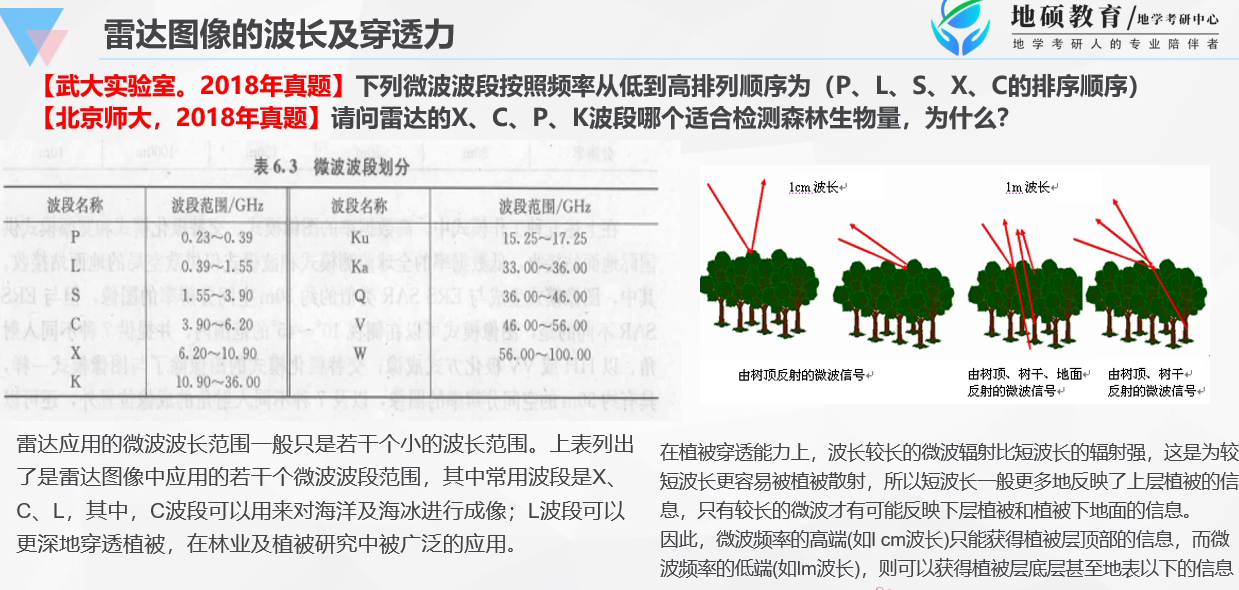 雷达图像的波长及穿透力
地硕教育/地学考研中心
地学考研人的专业陪伴者
【武大实验室。2018年真题】下列微波波段按照频率从低到高排列顺序为（P、L、S、X、C的排序顺序）
【北京师大，2018年真题】请问雷达的X、C、P、K波段哪个适合检测森林生物量，为什么？
表 6.3 微波波段划分
波段名称 波段范围/GHz 波段名称 波段范围/GHz
P 0.23～0.39 Ku 15.25～17.25
L 0.39～1.55 Ka 33.00～36.00
S 1.55～3.90 Q 36.00～46.00
C 3.90～6.20 V 46.00～56.00
X 6.20～10.90 W 56.00～100.00
K 10.90～36.00
1cm 波长
1m 波长
由树顶反射的微波信号
由树顶、树干、地面
反射的微波信号
由树顶、树干
反射的微波信号
雷达应用的微波波长范围一般只是若干个小的波长范围。上表列出
了是雷达图像中应用的若干个微波波段范围，其中常用波段是X、
C、L，其中，C波段可以用来对海洋及海冰进行成像；L波段可以
更深地穿透植被，在林业及植被研究中被广泛的应用。
在植被穿透能力上，波长较长的微波辐射比短波长的辐射强，这是为较
短波长更容易被植被散射，所以短波长一般更多地反映了上层植被的信
息，只有较长的微波才有可能反映下层植被和植被下地面的信息。
因此，微波频率的高端(如l cm波长)只能获得植被层顶部的信息，而微
波频率的低端(如lm波长)，则可以获得植被层底层甚至地表以下的信息